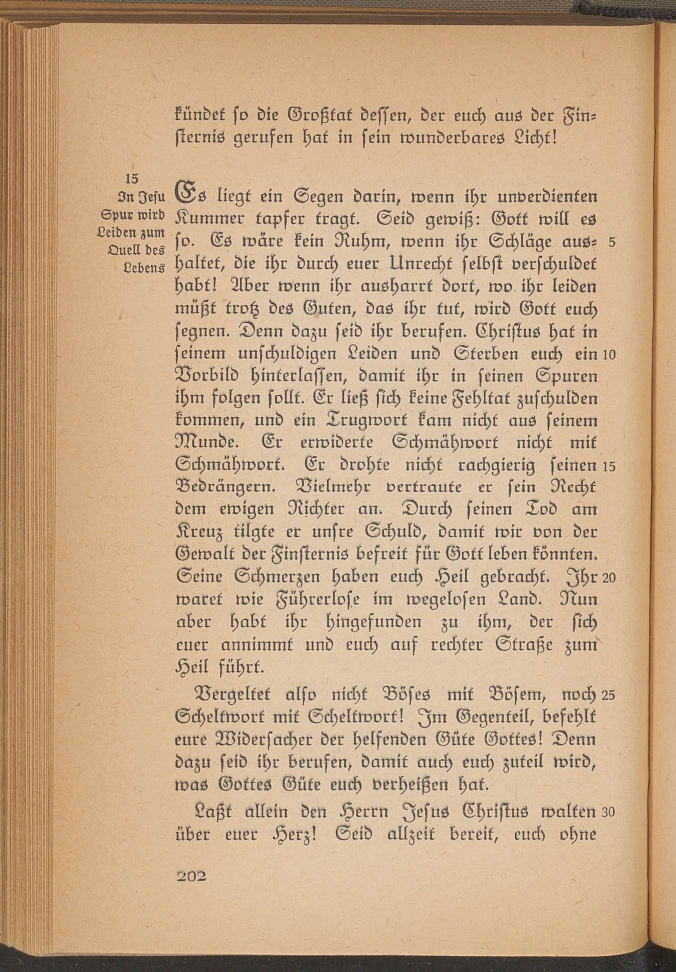 kündet so die Großtat dessen, der euch aus der Fin-
sternis gerufen hat in sein wunderbares Licht!
15
In Jesu
Spur wird
Leiden zum
Quell des
Lebens
Es liegt ein Segen darin, wenn ihr unverdienten
Kummer tapfer tragt. Seid gewiß: Gott will es
so. Es wäre kein Ruhm, wenn ihr Schläge aus- 5
haltet, die ihr durch euer Unrecht selbst verschuldet
habt! Aber wenn ihr ausharrt dort, wo ihr leiden
müßt trotz des Guten, das ihr tut, wird Gott euch
segnen. Denn dazu seid ihr berufen. Christus hat in
seinem unschuldigen Leiden und Sterben euch ein 10
Vorbild hinterlassen, damit ihr in seinen Spuren
ihm folgen sollt. Er ließ sich keine Fehltat zuschulden
kommen, und ein Trugwort kam nicht aus seinem
Munde. Er erwiderte Schmähwort nicht mit
Schmähwort. Er drohte nicht rachgierig seinen 15
Bedrängern. Vielmehr vertraute er sein Recht
dem ewigen Richter an. Durch seinen Tod am
Kreuz tilgte er unsre Schuld, damit wir von der
Gewalt der Finsternis befreit für Gott leben könnten.
Seine Schmerzen haben euch Heil gebracht. Ihr 20
waret wie Führerlose im wegelosen Land. Nun
aber habt ihr hingefunden zu ihm, der sich
euer annimmt und euch auf rechter Straße zum
Heil führt.
Vergeltet also nicht Böses mit Bösem, noch 25
Scheltwort mit Scheltwort! Im Gegenteil, befehlt
eure Widersacher der helfenden Güte Gottes! Denn
dazu seid ihr berufen, damit auch euch zuteil wird,
was Gottes Güte euch verheißen hat.
Laßt allein den Herrn Jesus Christus walten 30
über euer Herz! Seid allzeit bereit, euch ohne
202